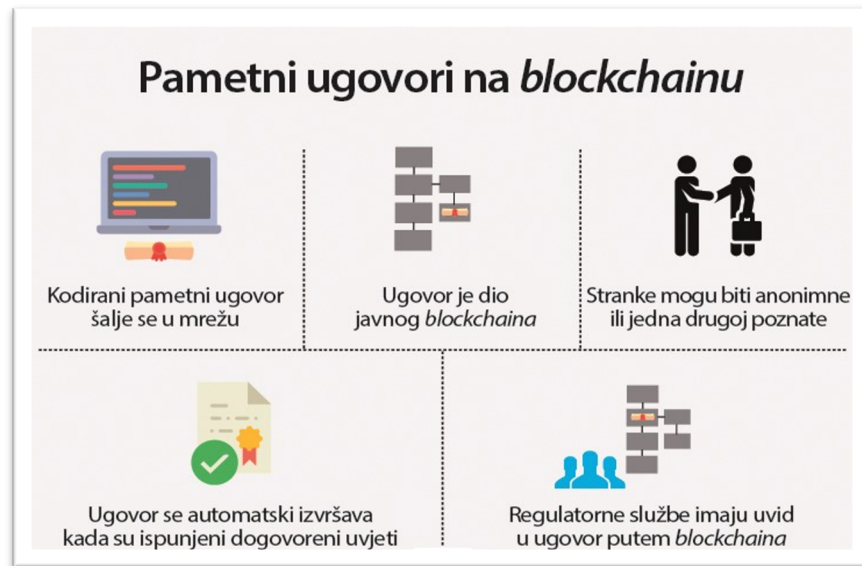 Pametni ugovori na blockchainu
Kodirani pametni ugovor
šalje se u mrežu
Ugovor je dio
javnog blockchaina
Stranke mogu biti anonimne
ili jedna drugoj poznate
Ugovor se automatski izvršava
kada su ispunjeni dogovoreni uvjeti
Regulatorne službe imaju uvid
u ugovor putem blockchaina